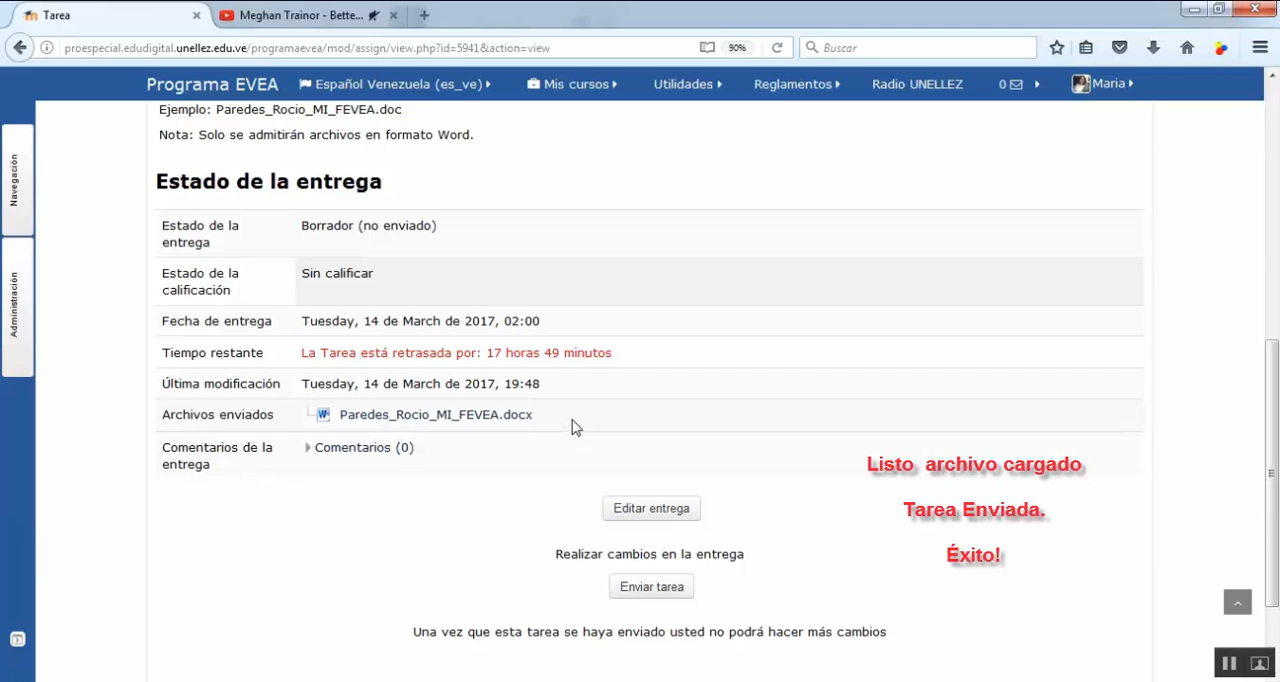 Tarea
Meghan Trainor - Bette...
proespecial.edudigital.unellez.edu.ve/programaevea/mod/assign/view.php?id=5941&action=view
90%
Buscar
Programa EVEA
Español Venezuela (es_ve)
Mis cursos
Utilidades
Reglamentos
Radio UNELLEZ
0
Maria
Navegación
Administración
Ejemplo: Paredes_Rocio_MI_FEVEA.doc
Nota: Solo se admitirán archivos en formato Word.
Estado de la entrega
Estado de la entrega
Borrador (no enviado)
Estado de la calificación
Sin calificar
Fecha de entrega
Tuesday, 14 de March de 2017, 02:00
Tiempo restante
La Tarea está retrasada por: 17 horas 49 minutos
Última modificación
Tuesday, 14 de March de 2017, 19:48
Archivos enviados
Paredes_Rocio_MI_FEVEA.docx
Comentarios de la entrega
Comentarios (0)
Listo archivo cargado
Tarea Enviada.
Éxito!
Editar entrega
Realizar cambios en la entrega
Enviar tarea
Una vez que esta tarea se haya enviado usted no podrá hacer más cambios